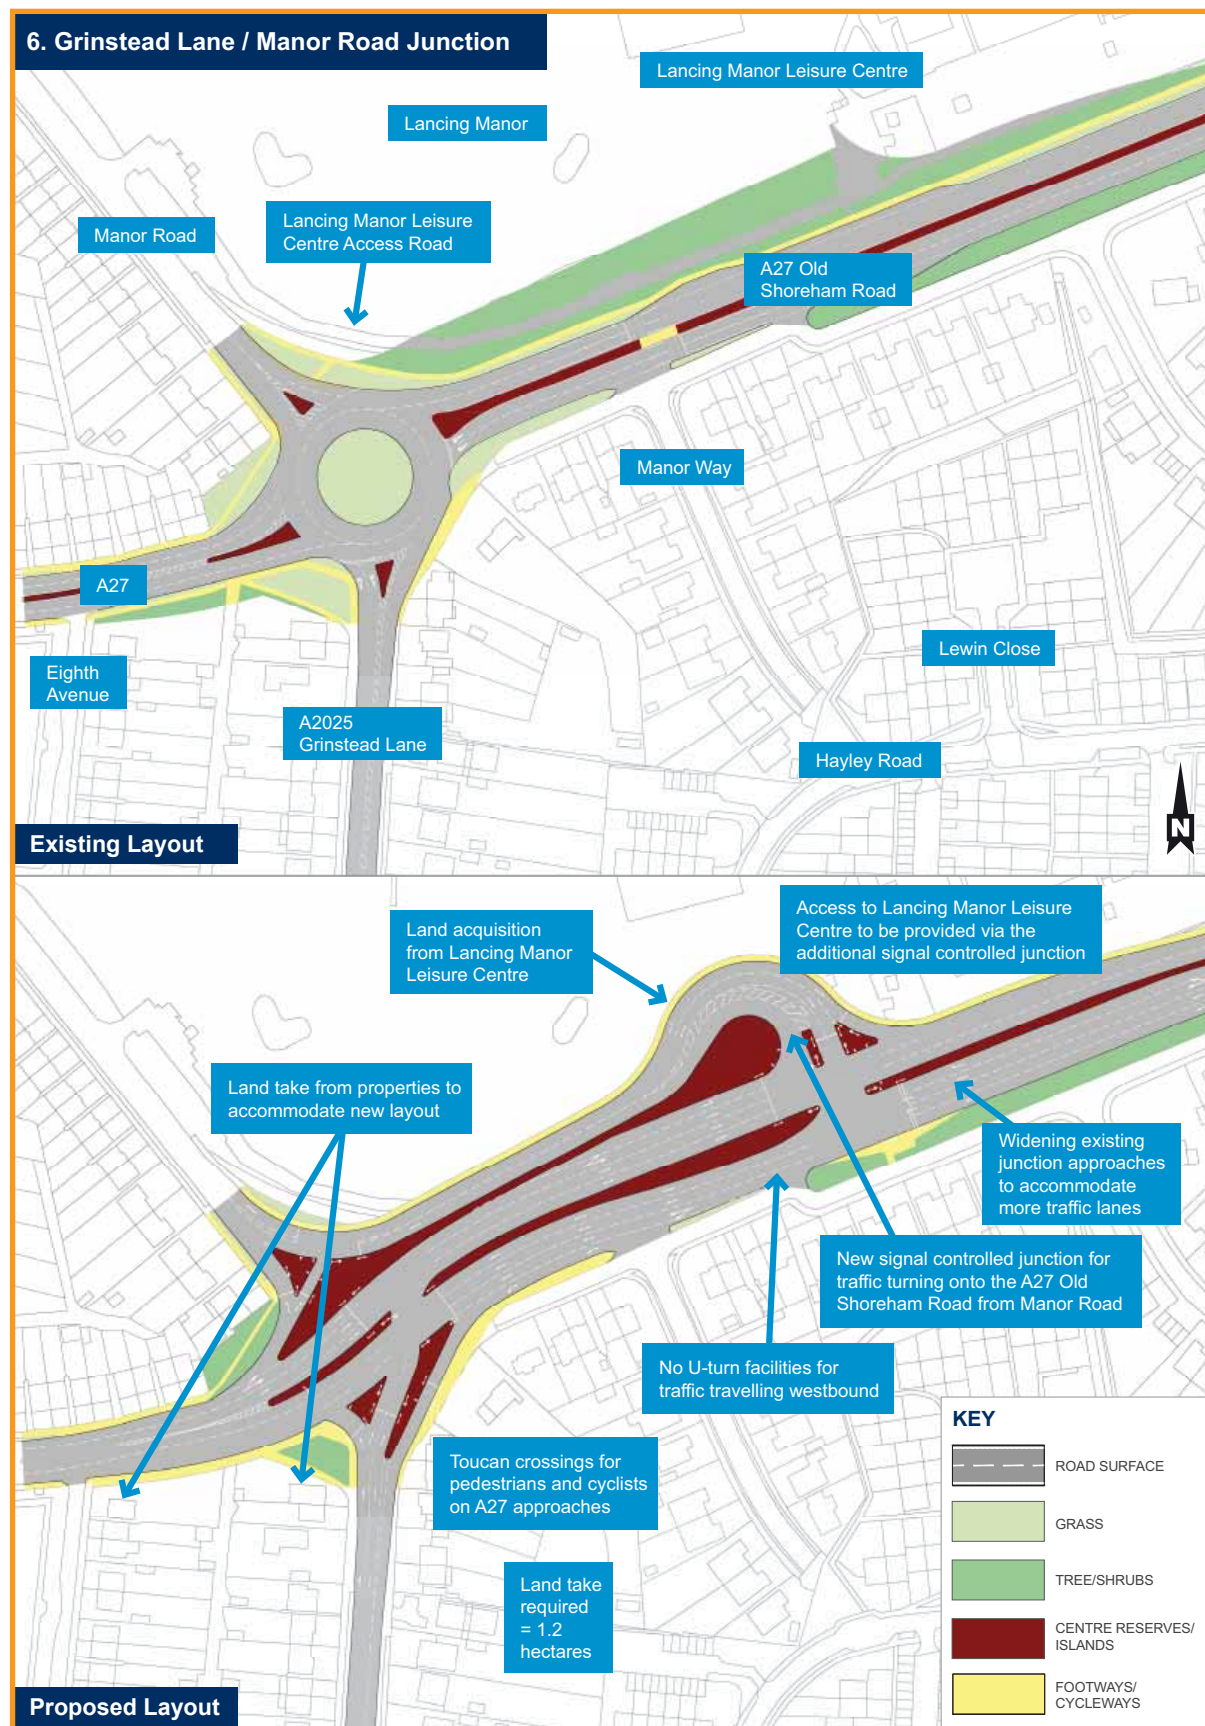 6. Grinstead Lane / Manor Road Junction
Lancing Manor Leisure Centre
Lancing Manor
Manor Road
Lancing Manor Leisure
Centre Access Road
A27 Old
Shoreham Road
Manor Way
A27
Eighth
Avenue
A2025
Grinstead Lane
Lewin Close
Hayley Road
N
Existing Layout
Land acquisition
from Lancing Manor
Leisure Centre
Access to Lancing Manor Leisure
Centre to be provided via the
additional signal controlled junction
Land take from properties to
accommodate new layout
Widening existing
junction approaches
to accommodate
more traffic lanes
New signal controlled junction for
traffic turning onto the A27 Old
Shoreham Road from Manor Road
No U-turn facilities for
traffic travelling westbound
Toucan crossings for
pedestrians and cyclists
on A27 approaches
Land take
required
= 1.2
hectares
KEY
ROAD SURFACE
GRASS
TREE/SHRUBS
CENTRE RESERVES/
ISLANDS
FOOTWAYS/
CYCLEWAYS
Proposed Layout